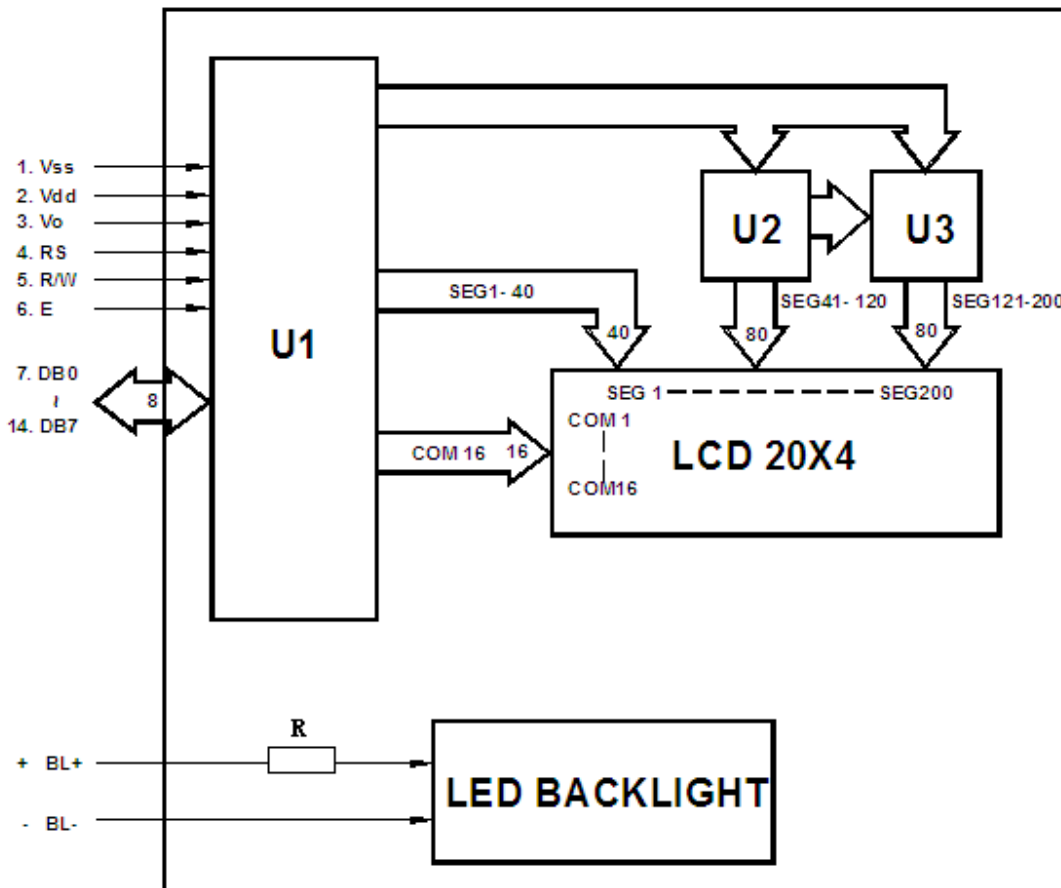 1. Vss
2. Vdd
3. Vo
4. RS
5. R/W
6. E
7. DB0
~
14. DB7
8
U1
U2
U3
SEG1- 40
40
SEG41- 120
80
SEG121-200
80
SEG 1
SEG200
COM 1
COM16
LCD 20X4
COM 16 16
R
+ BL+
- BL-
LED BACKLIGHT